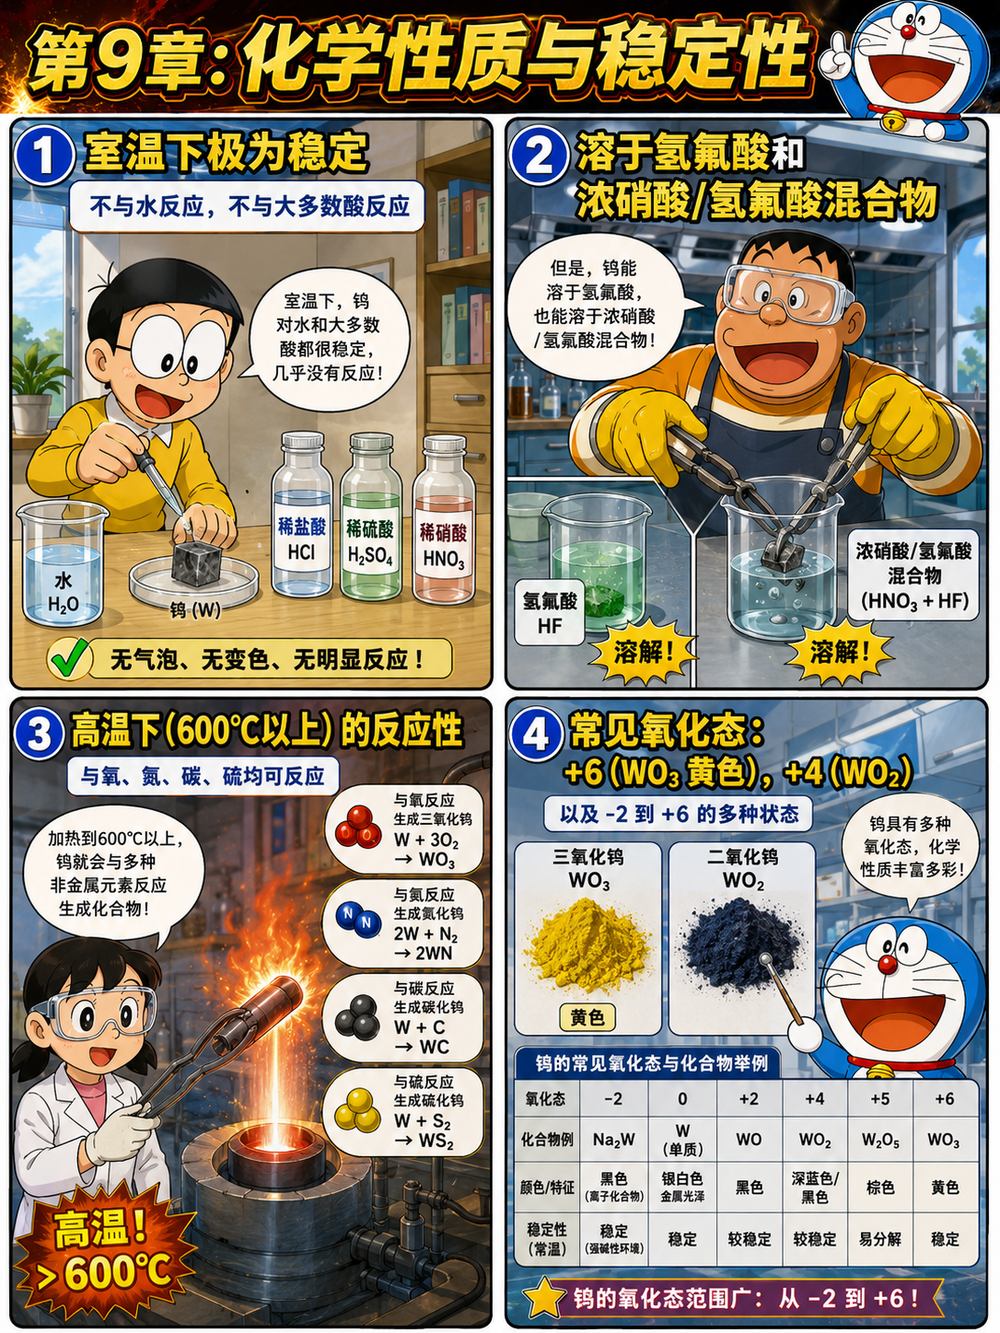 第9章：化学性质与稳定性
1 室温下极为稳定
不与水反应，不与大多数酸反应
室温下，钨
对水和大多数
酸都很稳定，
几乎没有反应！
水
H₂O
钨 (W)
稀盐酸
HCl
稀硫酸
H₂SO₄
稀硝酸
HNO₃
无气泡、无变色、无明显反应！
2 溶于氢氟酸和
浓硝酸/氢氟酸混合物
但是，钨能
溶于氢氟酸，
也能溶于浓硝酸
/氢氟酸混合物！
氢氟酸
HF
溶解！
浓硝酸/氢氟酸
混合物
(HNO₃ + HF)
溶解！
3 高温下(600℃以上)的反应性
与氧、氮、碳、硫均可反应
加热到600℃以上，
钨就会与多种
非金属元素反应
生成化合物！
与氧反应
生成三氧化钨
W + 3O₂
→ WO₃
N N
与氮反应
生成氮化钨
2W + N₂
→ 2WN
与碳反应
生成碳化钨
W + C
→ WC
与硫反应
生成硫化钨
W + S₂
→ WS₂
高温！
>600℃
4 常见氧化态：
+6(WO₃ 黄色)，+4(WO₂)
以及 -2 到 +6 的多种状态
钨具有多种
氧化态，化学
性质丰富多彩！
三氧化钨
WO₃
黄色
二氧化钨
WO₂
钨的常见氧化态与化合物举例
氧化态 -2 0 +2 +4 +5 +6
化合物例 Na₂W W (单质) WO WO₂ W₂O₅ WO₃
颜色/特征 黑色 (离子化合物) 银白色 金属光泽 黑色 深蓝色/黑色 棕色 黄色
稳定性 (常温) 稳定 (强碱性环境) 稳定 较稳定 较稳定 易分解 稳定
钨的氧化态范围广：从 -2 到 +6！